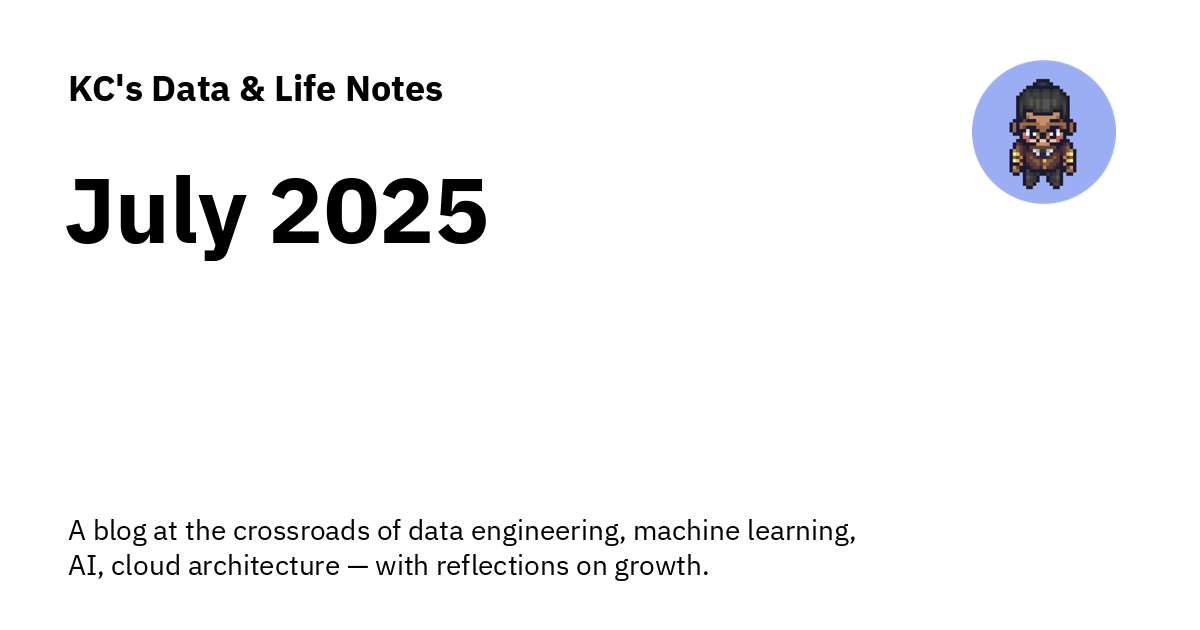 KC's Data & Life Notes
July 2025
A blog at the crossroads of data engineering, machine learning,
AI, cloud architecture — with reflections on growth.